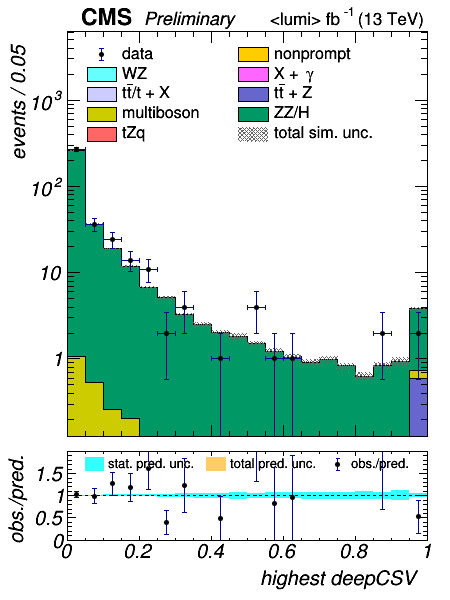 CMS Preliminary <lumi> fb⁻¹ (13 TeV)
events / 0.05
10³
10²
10
1
data
nonprompt
WZ
X + γ
tt̄/t + X
tt̄ + Z
multiboson
ZZ/H
tZq
total sim. unc.
obs./pred.
1.5
1
0.5
0
stat. pred. unc.
total pred. unc.
obs./pred.
0 0.2 0.4 0.6 0.8 1
highest deepCSV